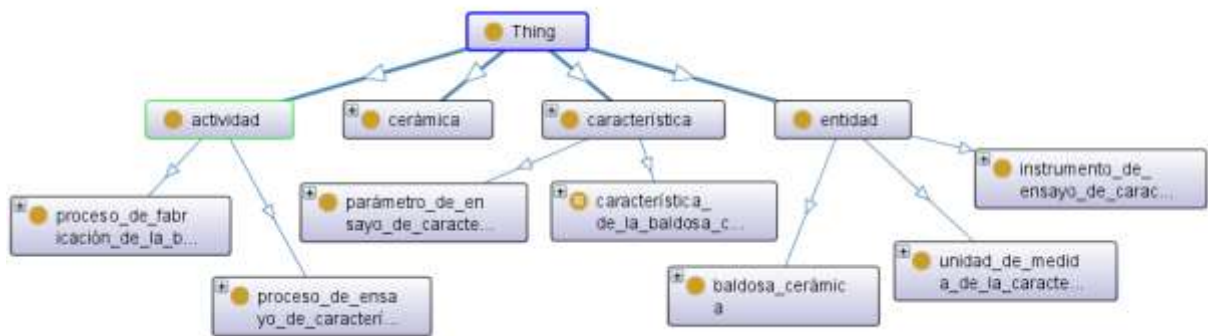 Thing
actividad
cerámica
característica
entidad
proceso_de_fabr
icación_de_la_b...
parámetro_de_en
sayo_de_caracte...
característica_
de_la_baldosa_c...
instrumento_de_
ensayo_de_carac...
proceso_de_ensa
yo_de_caracterí...
baldosa_cerámic
a
unidad_de_medid
a_de_la_caracte...